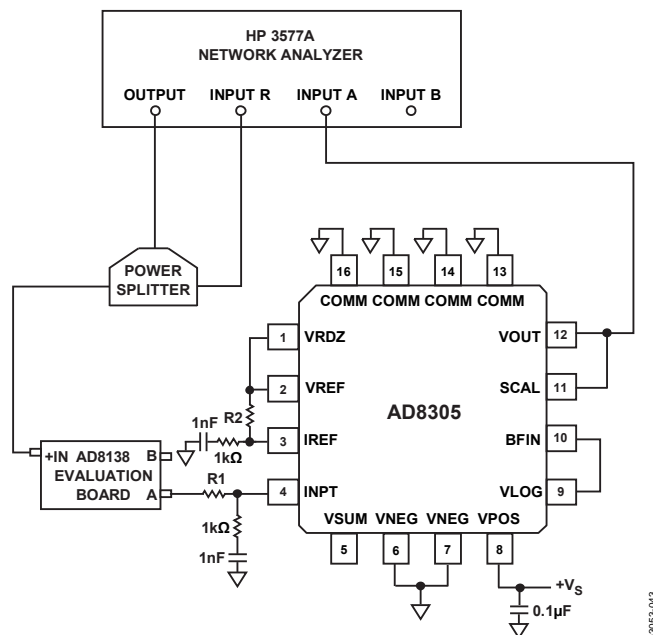 HP 3577A
NETWORK ANALYZER
OUTPUT
INPUT R
INPUT A
INPUT B
POWER
SPLITTER
16
15
14
13
COMM
COMM
COMM
COMM
1
VRDZ
VOUT
12
2
VREF
SCAL
11
AD8305
R2
1nF
1kΩ
3
IREF
BFIN
10
+IN AD8138
B
EVALUATION
BOARD
A
R1
4
INPT
VLOG
9
1kΩ
1nF
VSUM
VNEG
VNEG
VPOS
5
6
7
8
+VS
0.1µF